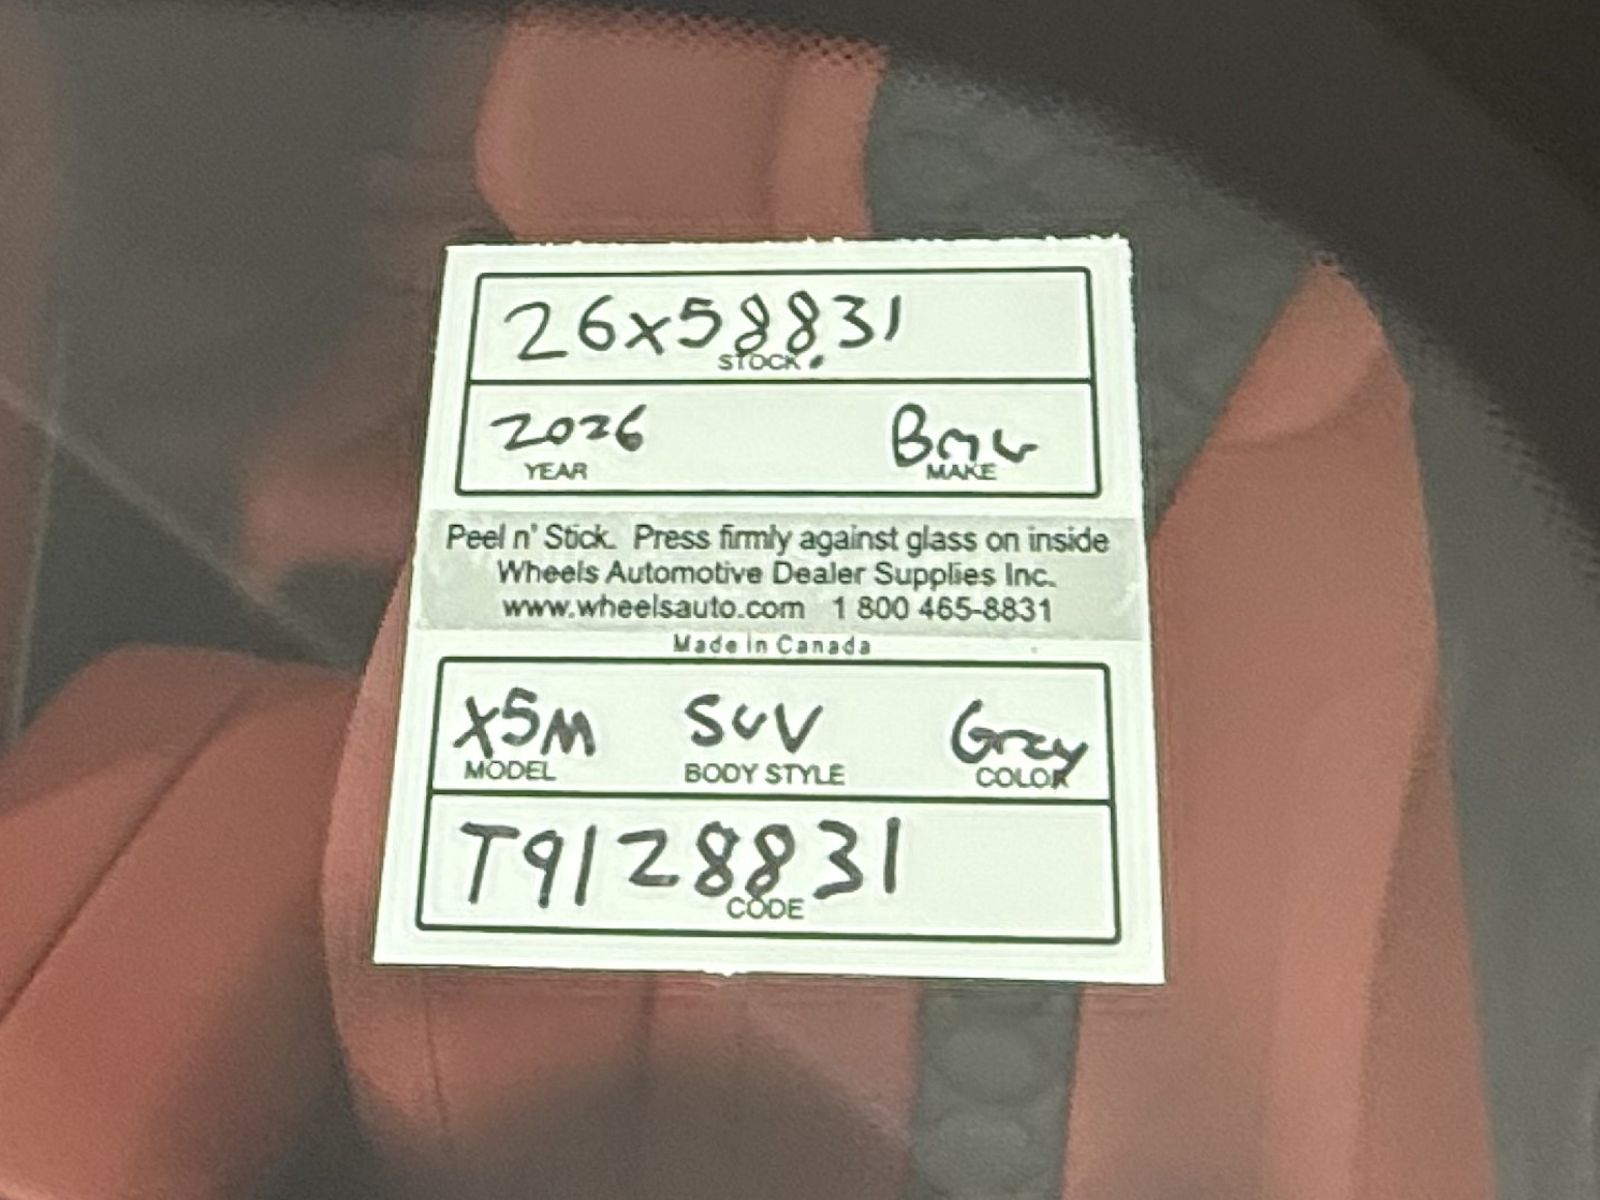 26x58831
STOCK
2026 Bmw
YEAR MAKE
Peel n' Stick. Press firmly against glass on inside
Wheels Automotive Dealer Supplies Inc.
www.wheelsauto.com 1 800 465-8831
Made in Canada
X5M SUV Grey
MODEL BODY STYLE COLOR
T9128831
CODE